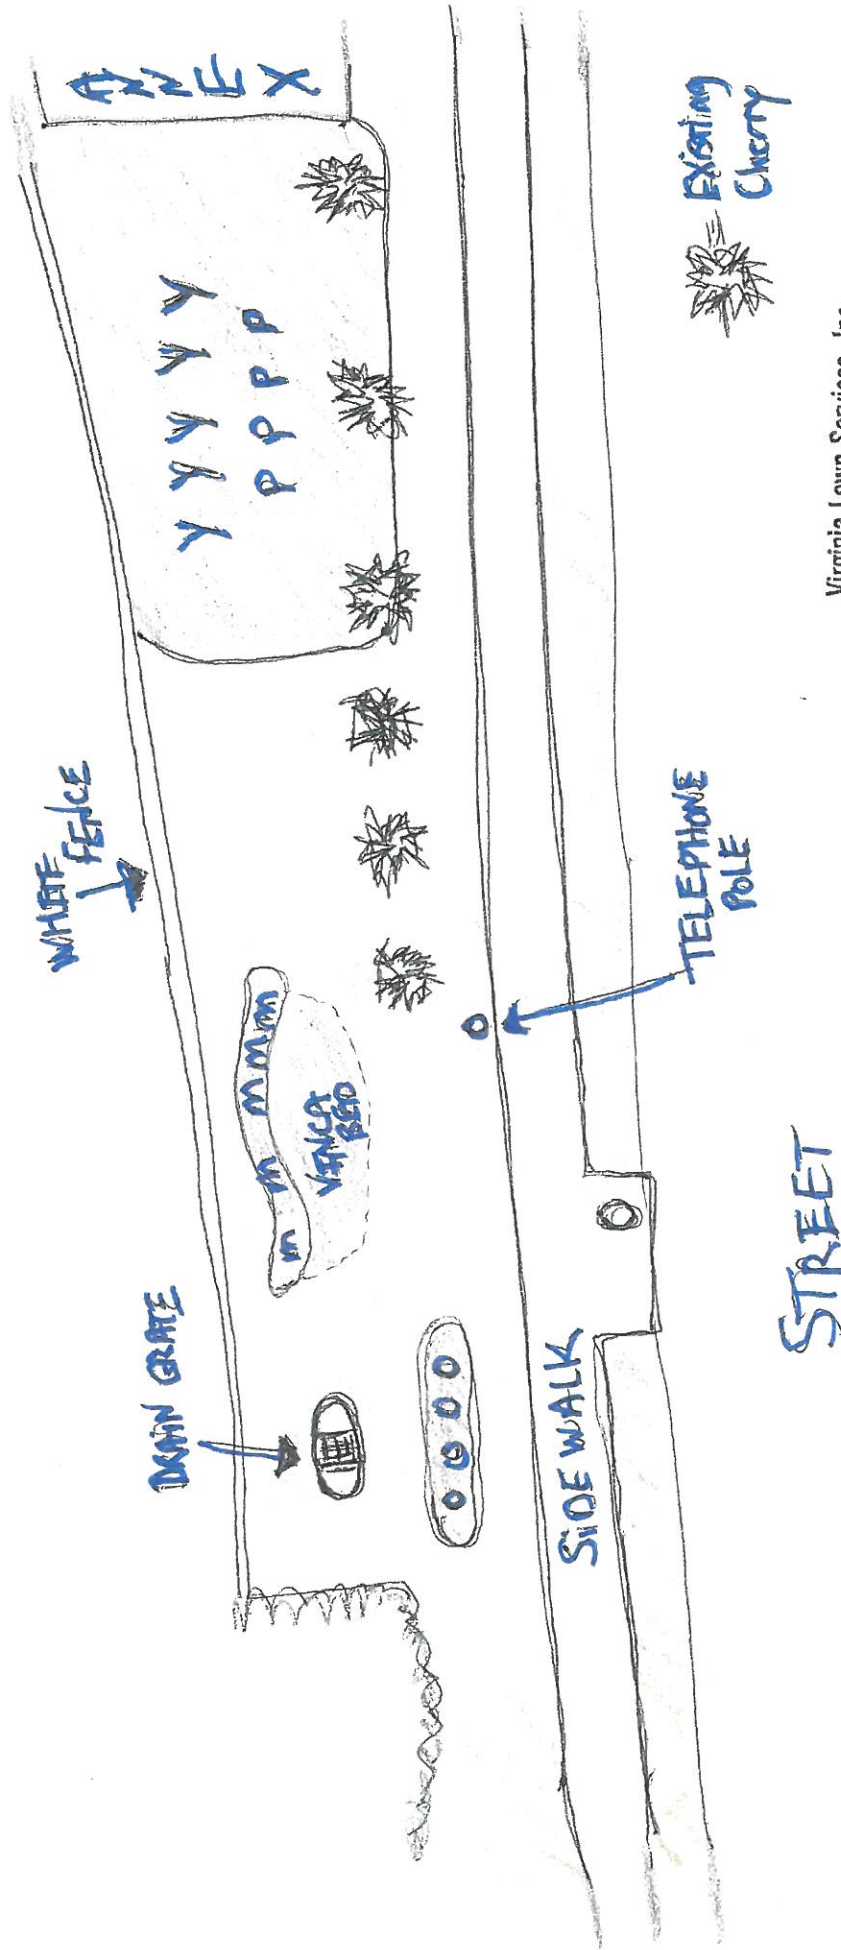 ANNEX
WHITE
FENCE
DRAIN GRATE
Y Y Y Y Y
P P P P
m m m m m
VINCA
BED
SIDE WALK
TELEPHONE
POLE
STREET
= Existing
Cherry
Virginia Lawn Services, Inc.